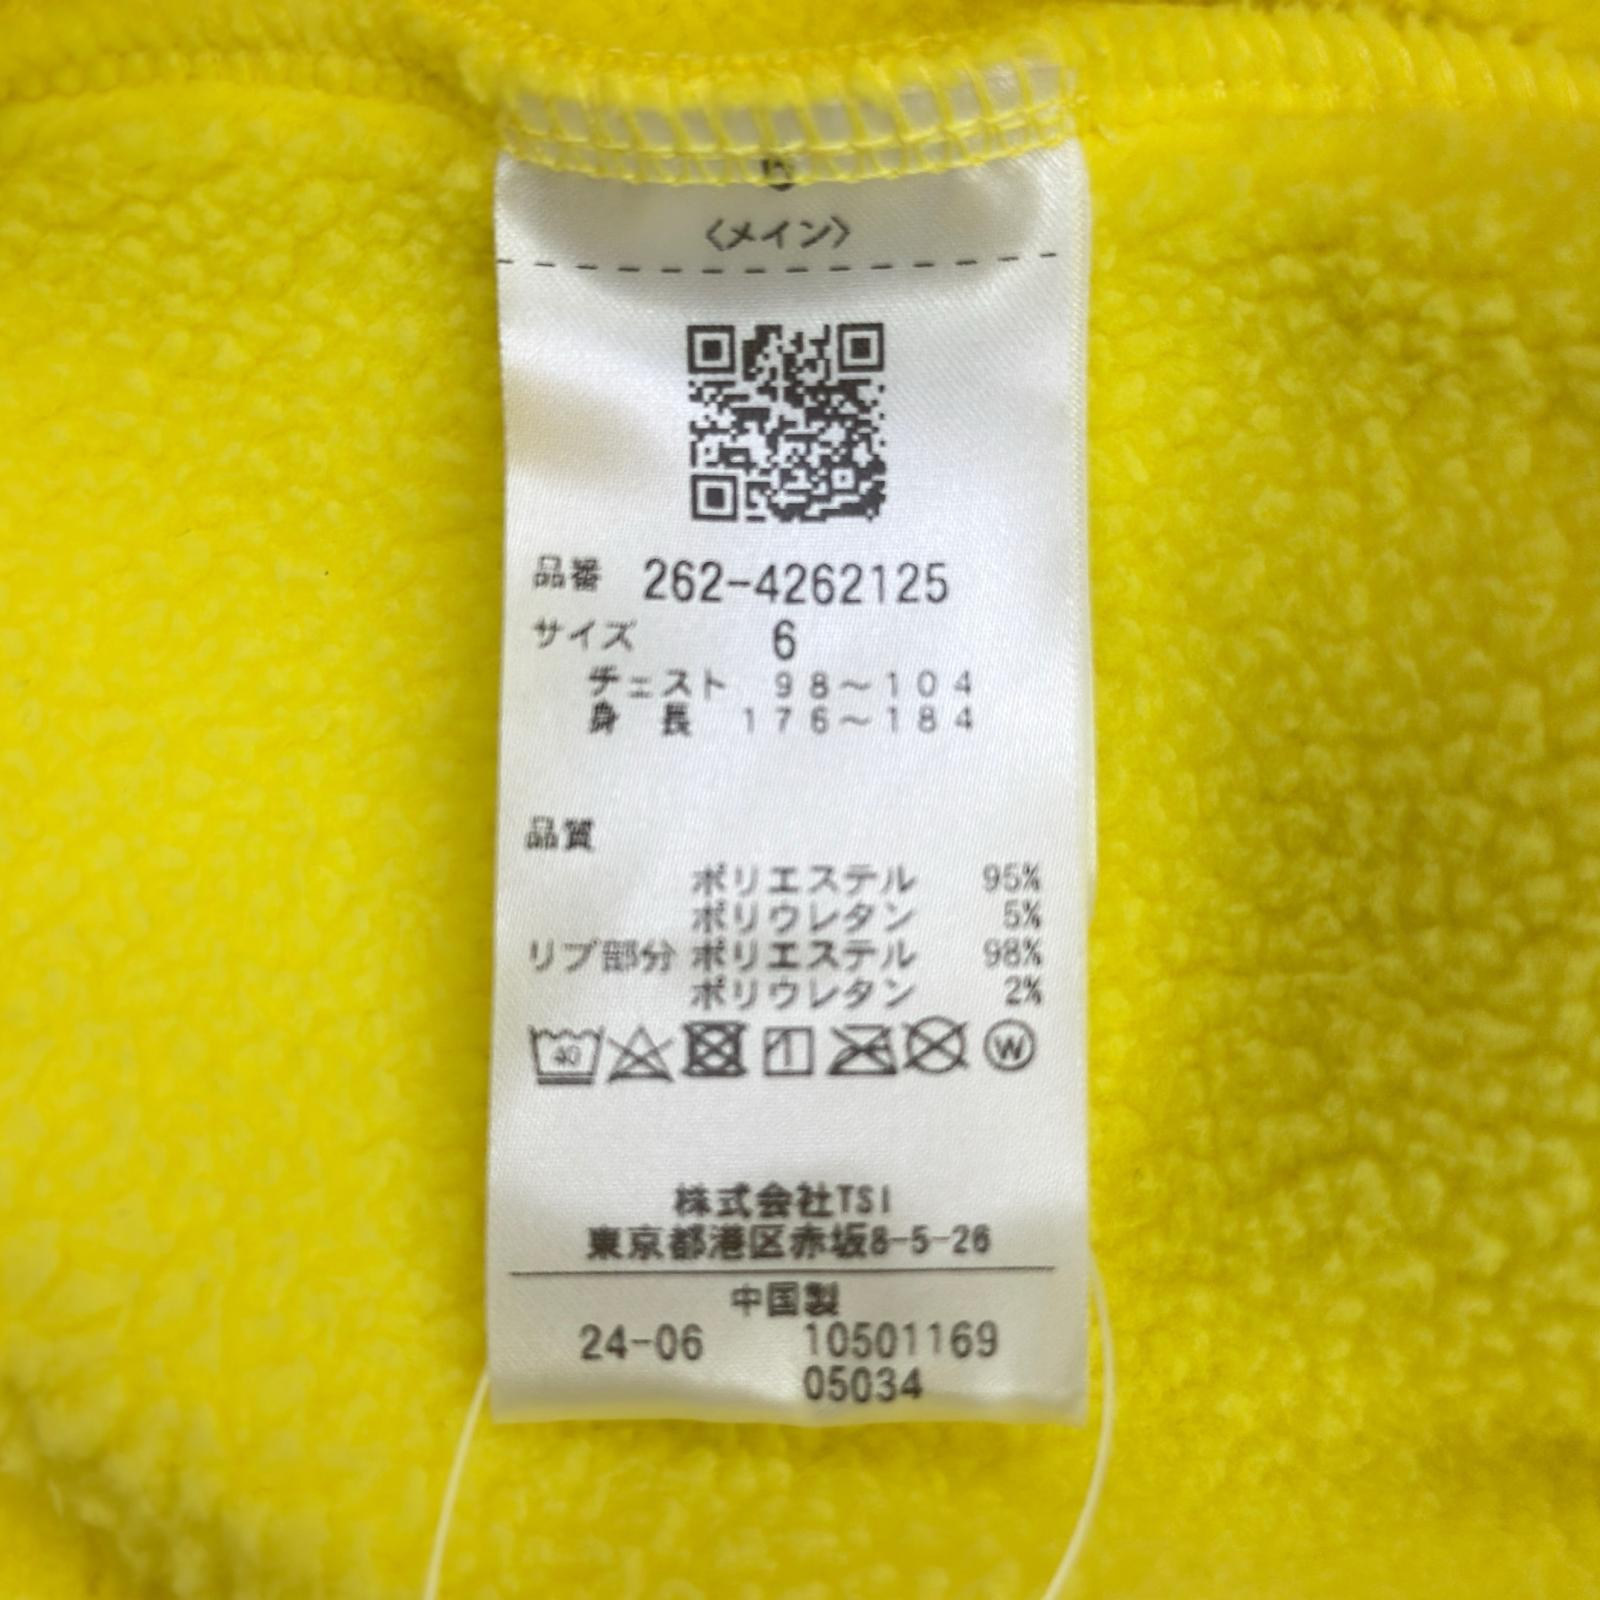 〈メイン〉
品番 262-4262125
サイズ 6
チェスト 98～104
身長 176～184
品質
ポリエステル 95%
ポリウレタン 5%
リブ部分 ポリエステル 98%
ポリウレタン 2%
40 W
株式会社TSI
東京都港区赤坂8-5-26
中国製
24-06 10501169
05034